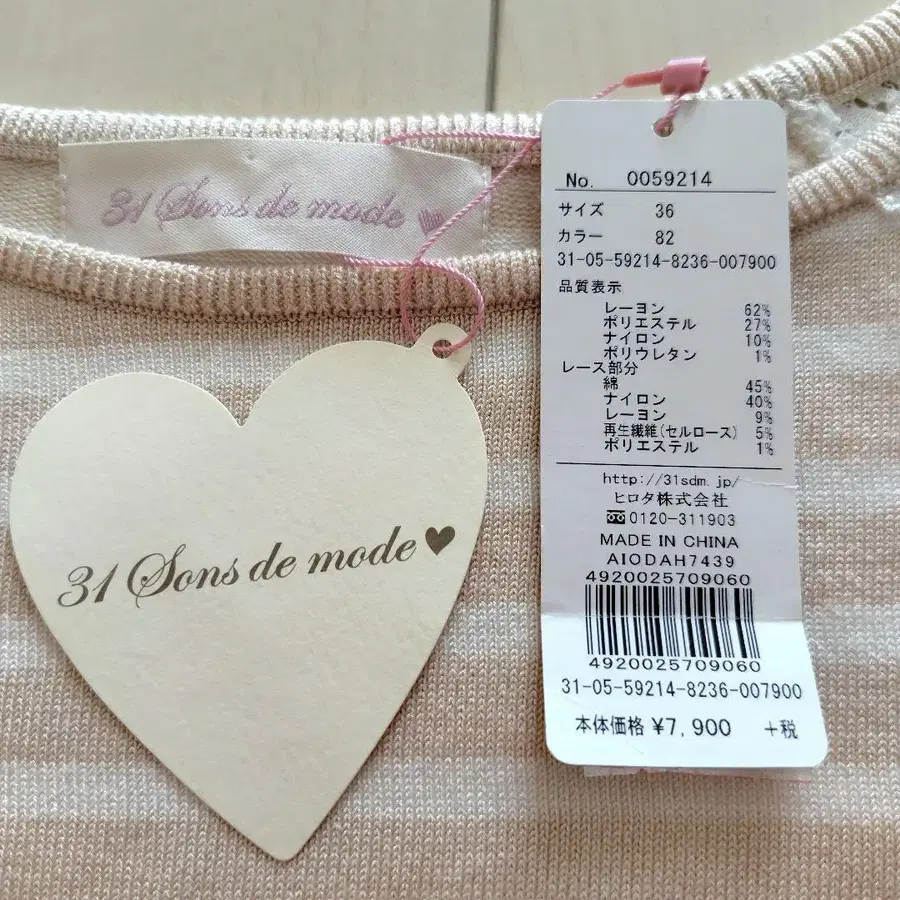 31 Sons de mode
31 Sons de mode♥
No. 0059214
サイズ 36
カラー 82
31-05-59214-8236-007900
品質表示
レーヨン 62%
ポリエステル 27%
ナイロン 10%
ポリウレタン 1%
レース部分
綿 45%
ナイロン 40%
レーヨン 9%
再生繊維(セルロース) 5%
ポリエステル 1%
http://31sdm.jp/
ヒロタ株式会社
0120-311903
MADE IN CHINA
AIODAH7439
4920025709060
4920025709060
31-05-59214-8236-007900
本体価格 ¥7,900 +税